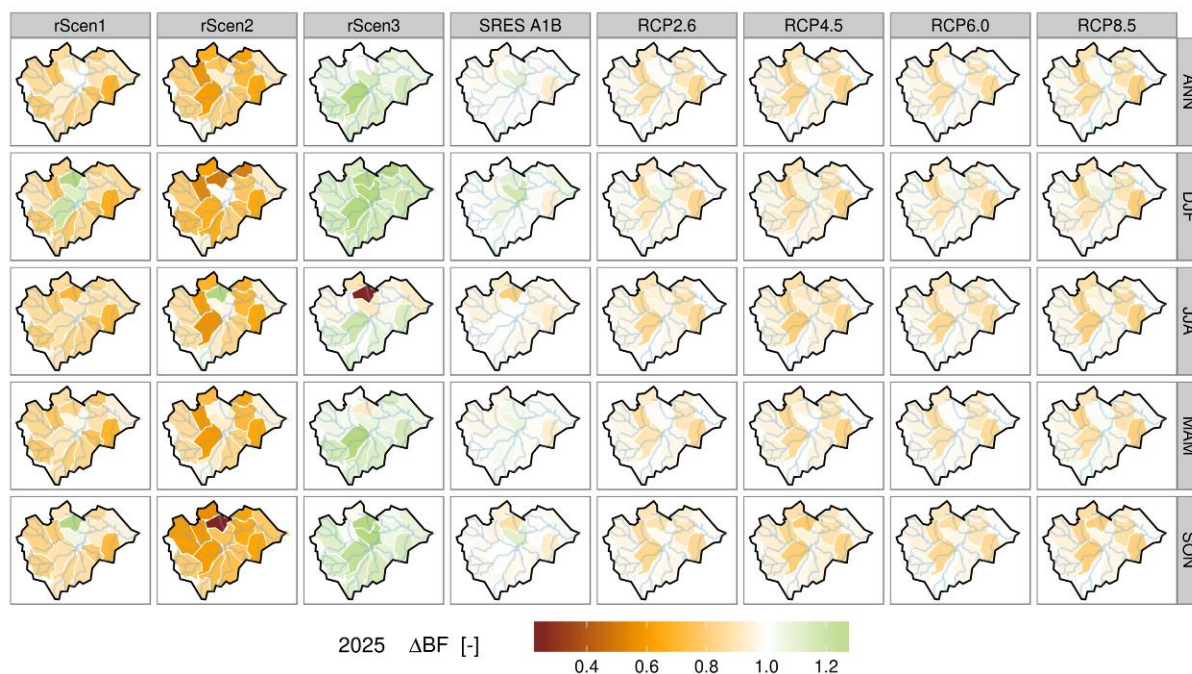 rScen1 rScen2 rScen3 SRES A1B RCP2.6 RCP4.5 RCP6.0 RCP8.5
ANN
DJF
JJA
MAM
SON
2025 ΔBF [-]
0.4 0.6 0.8 1.0 1.2